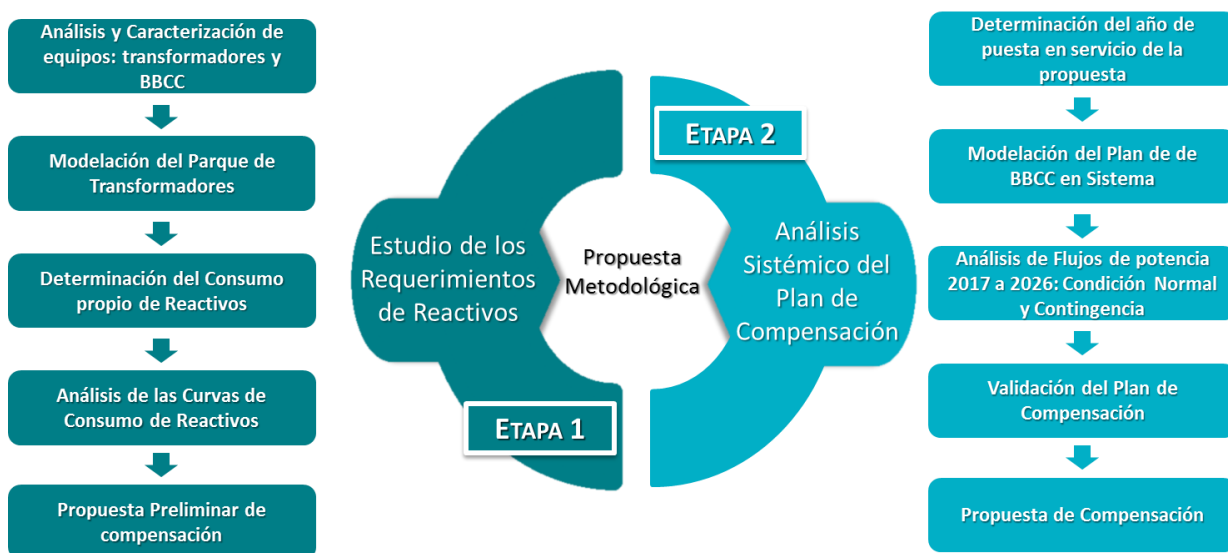 Análisis y Caracterización de
equipos: transformadores y
BBCC
Modelación del Parque de
Transformadores
Determinación del Consumo
propio de Reactivos
Análisis de las Curvas de
Consumo de Reactivos
Propuesta Preliminar de
compensación
Estudio de los
Requerimientos
de Reactivos
ETAPA 1
Propuesta
Metodológica
ETAPA 2
Análisis
Sistémico del
Plan de
Compensación
Determinación del año de
puesta en servicio de la
propuesta
Modelación del Plan de de
BBCC en Sistema
Análisis de Flujos de potencia
2017 a 2026: Condición Normal
y Contingencia
Validación del Plan de
Compensación
Propuesta de Compensación